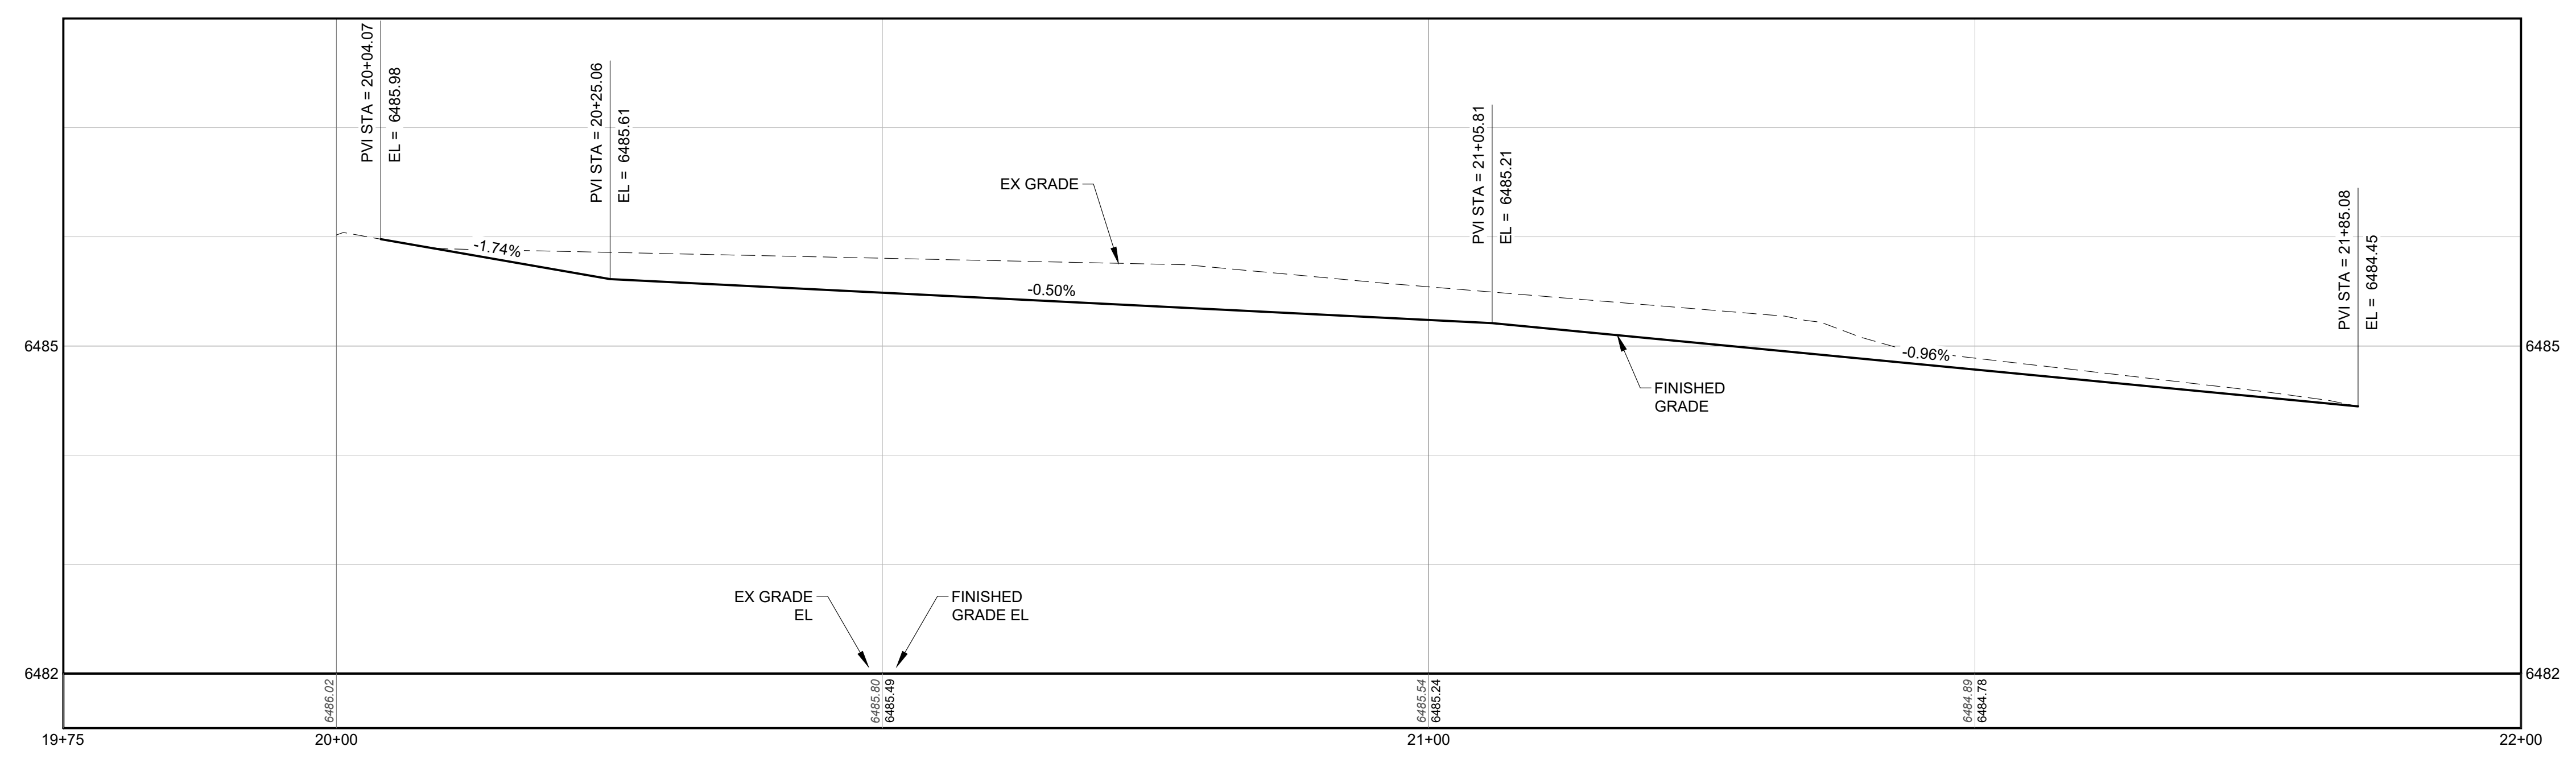 PVI STA = 20+04.07
EL = 6485.98
PVI STA = 20+25.06
EL = 6485.61
PVI STA = 21+05.81
EL = 6485.21
PVI STA = 21+85.08
EL = 6484.45
EX GRADE
-1.74%
-0.50%
-0.96%
FINISHED
GRADE
6485
6485
EX GRADE
EL
FINISHED
GRADE EL
6482
6482
6486.02
6485.80
6485.49
6485.54
6485.24
6484.89
6484.78
19+75
20+00
21+00
22+00